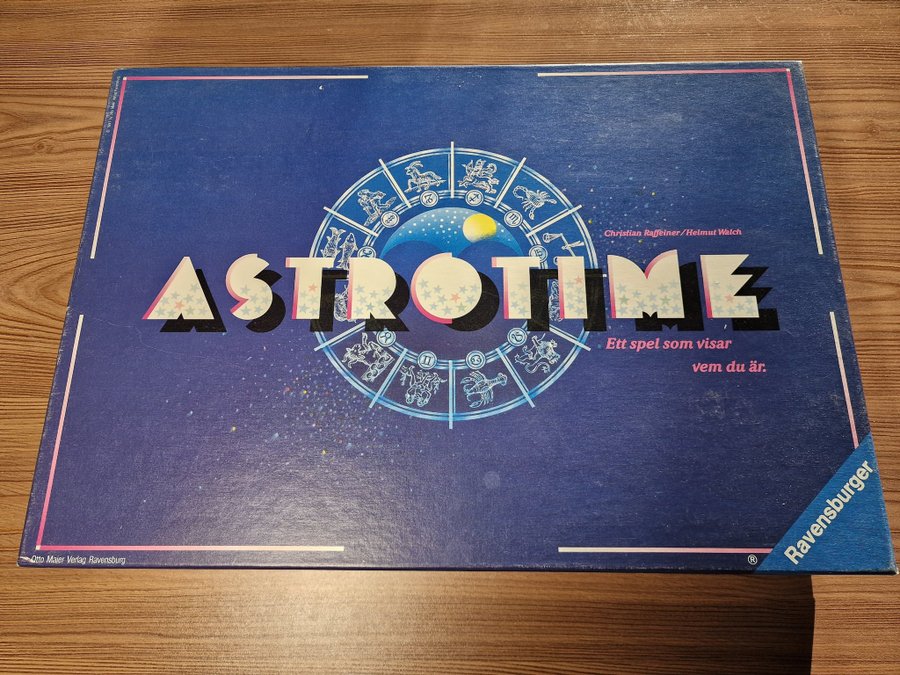 Christian Raffeiner/Helmut Walch
ASTROTIME
Ett spel som visar
vem du är.
Ravensburger
®
Otto Maier Verlag Ravensburg